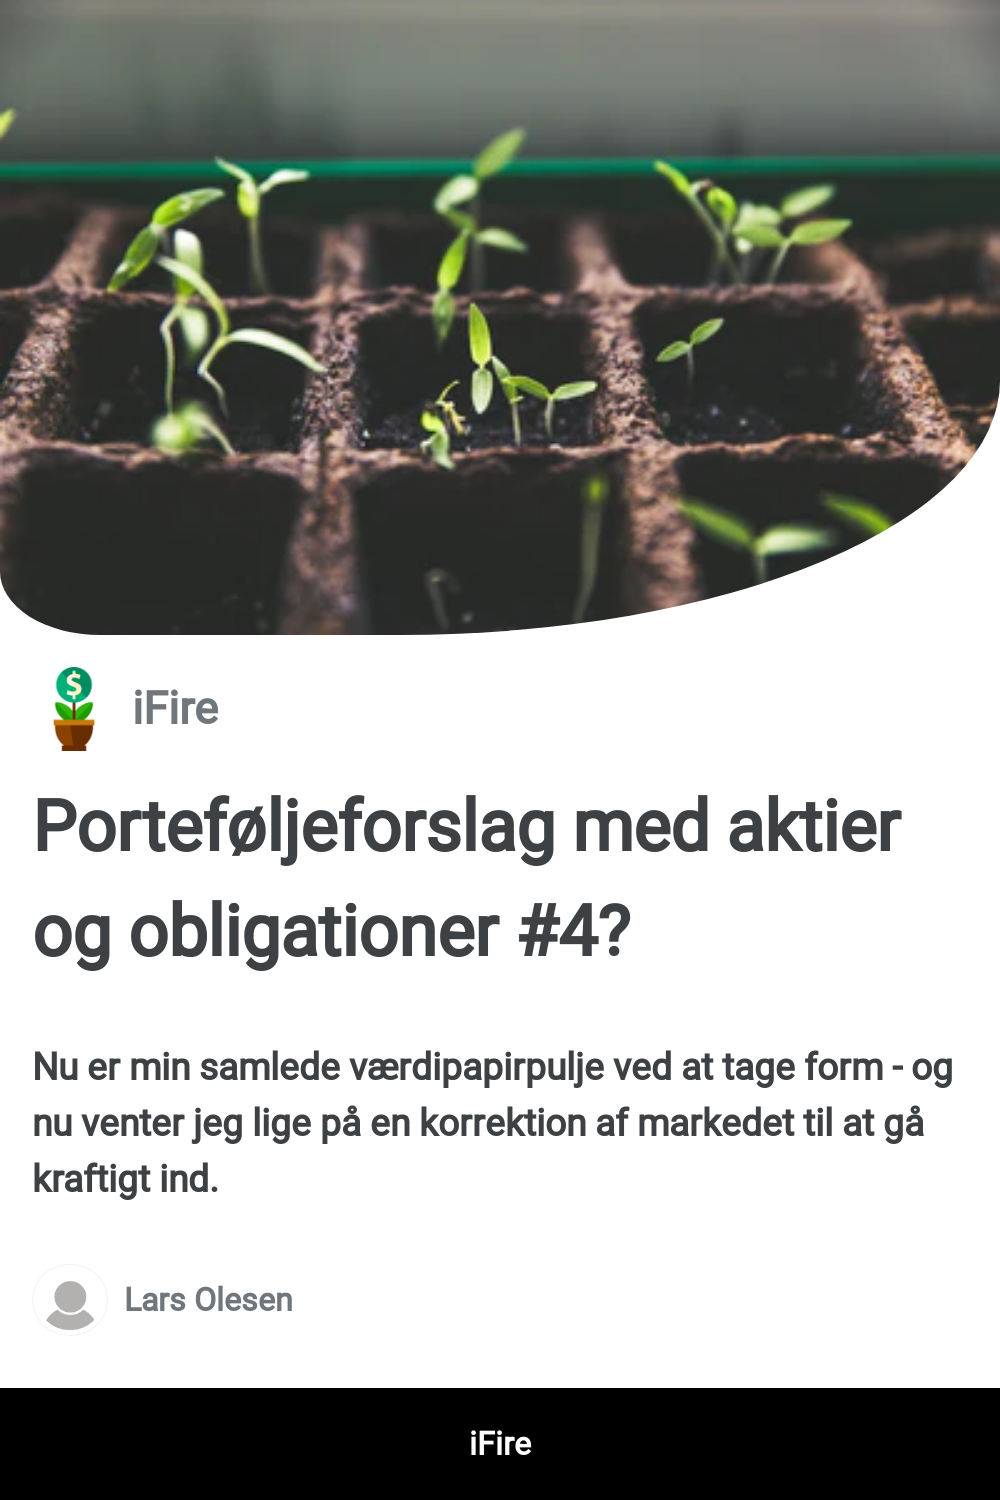 iFire
Porteføljeforslag med aktier
og obligationer #4?
Nu er min samlede værdipapirpulje ved at tage form - og
nu venter jeg lige på en korrektion af markedet til at gå
kraftigt ind.
Lars Olesen
iFire